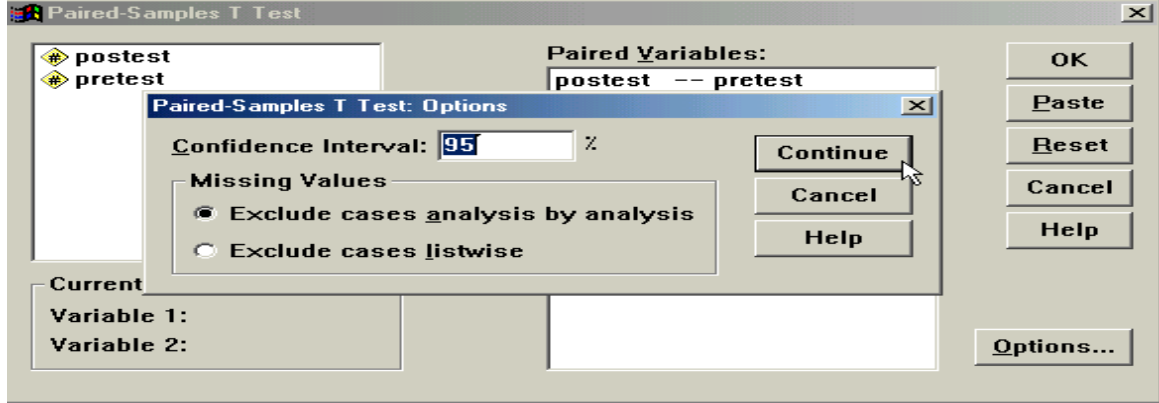 Paired-Samples T Test
postest
pretest
Paired Variables:
postest -- pretest
OK
Paste
Reset
Cancel
Help
Paired-Samples T Test: Options
Confidence Interval: 95 %
Missing Values
Exclude cases analysis by analysis
Exclude cases listwise
Continue
Cancel
Help
Current
Variable 1:
Variable 2:
Options...